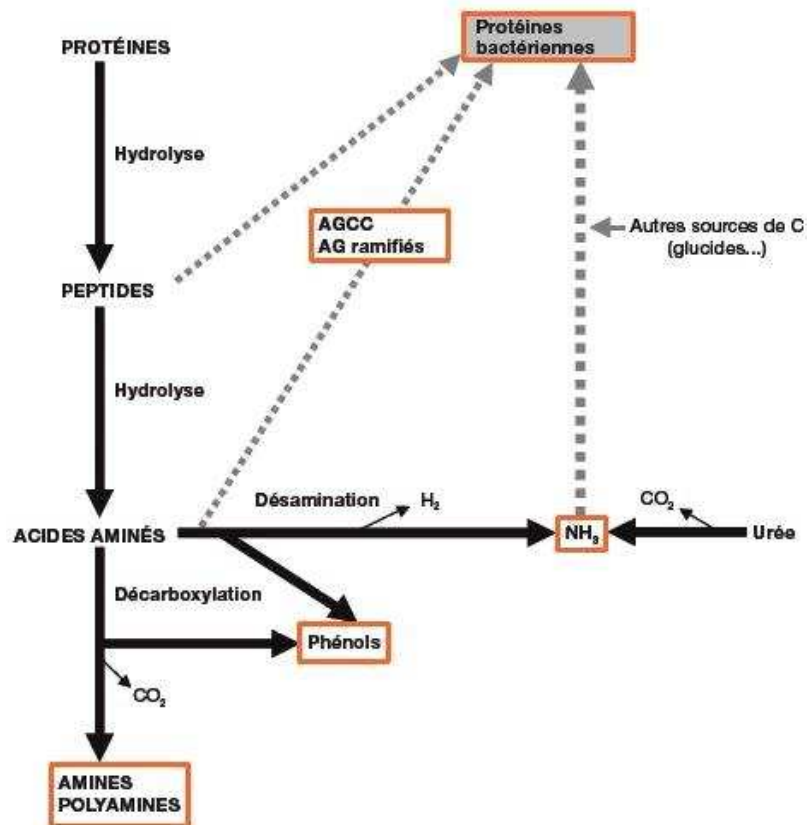 PROTÉINES
Protéines
bactériennes
Hydrolyse
AGCC
AG ramifiés
Autres sources de C
(glucides...)
PEPTIDES
Hydrolyse
Désamination
H₂
CO₂
ACIDES AMINÉS
NH₃
Urée
Décarboxylation
Phénols
CO₂
AMINES
POLYAMINES